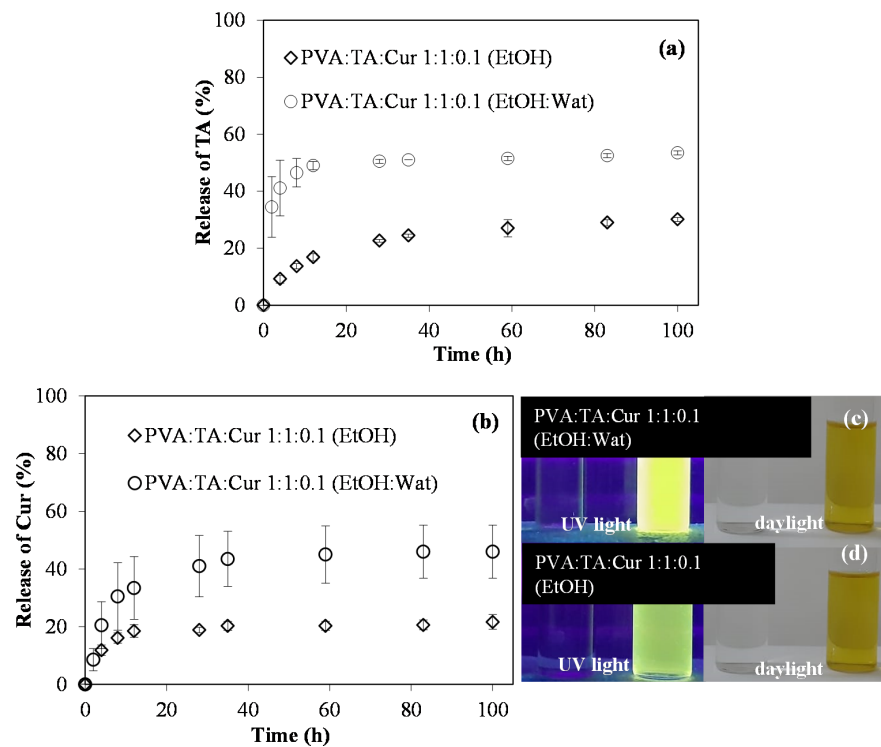 (a)
PVA:TA:Cur 1:1:0.1 (EtOH)
PVA:TA:Cur 1:1:0.1 (EtOH:Wat)
Release of TA (%)
100
80
60
40
20
0
0 20 40 60 80 100
Time (h)
(b)
PVA:TA:Cur 1:1:0.1 (EtOH)
PVA:TA:Cur 1:1:0.1 (EtOH:Wat)
Release of Cur (%)
100
80
60
40
20
0
0 20 40 60 80 100
Time (h)
PVA:TA:Cur 1:1:0.1
(EtOH:Wat)
(c)
UV light
daylight
PVA:TA:Cur 1:1:0.1
(EtOH)
(d)
UV light
daylight